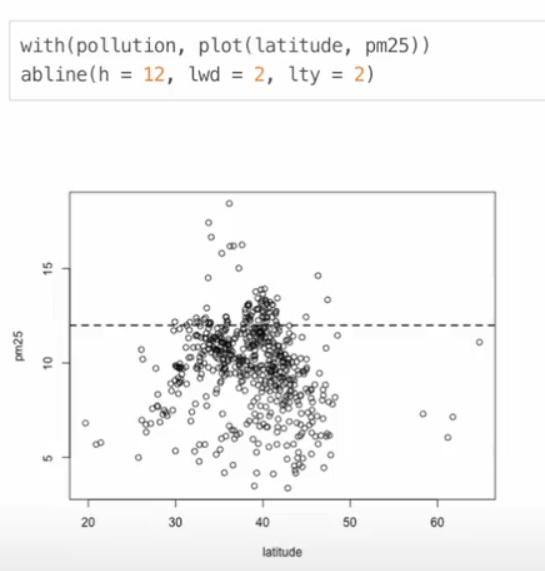 with(pollution, plot(latitude, pm25))
abline(h = 12, lwd = 2, lty = 2)
15
10
5
pm25
20 30 40 50 60
latitude